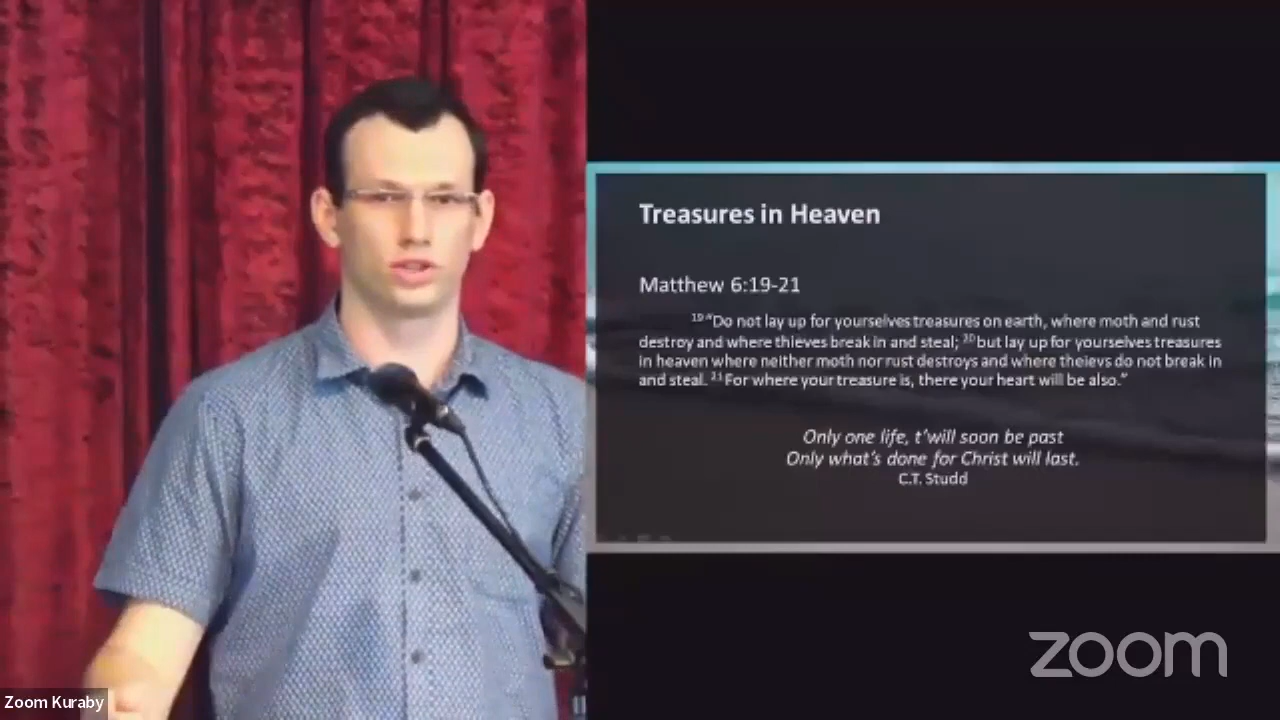 Treasures in Heaven
Matthew 6:19-21
19“Do not lay up for yourselves treasures on earth, where moth and rust
destroy and where thieves break in and steal; 20but lay up for yourselves treasures
in heaven where neither moth nor rust destroys and where theievs do not break in
and steal. 21For where your treasure is, there your heart will be also.”
Only one life, t’will soon be past
Only what’s done for Christ will last.
C.T. Studd
zoom
Zoom Kuraby